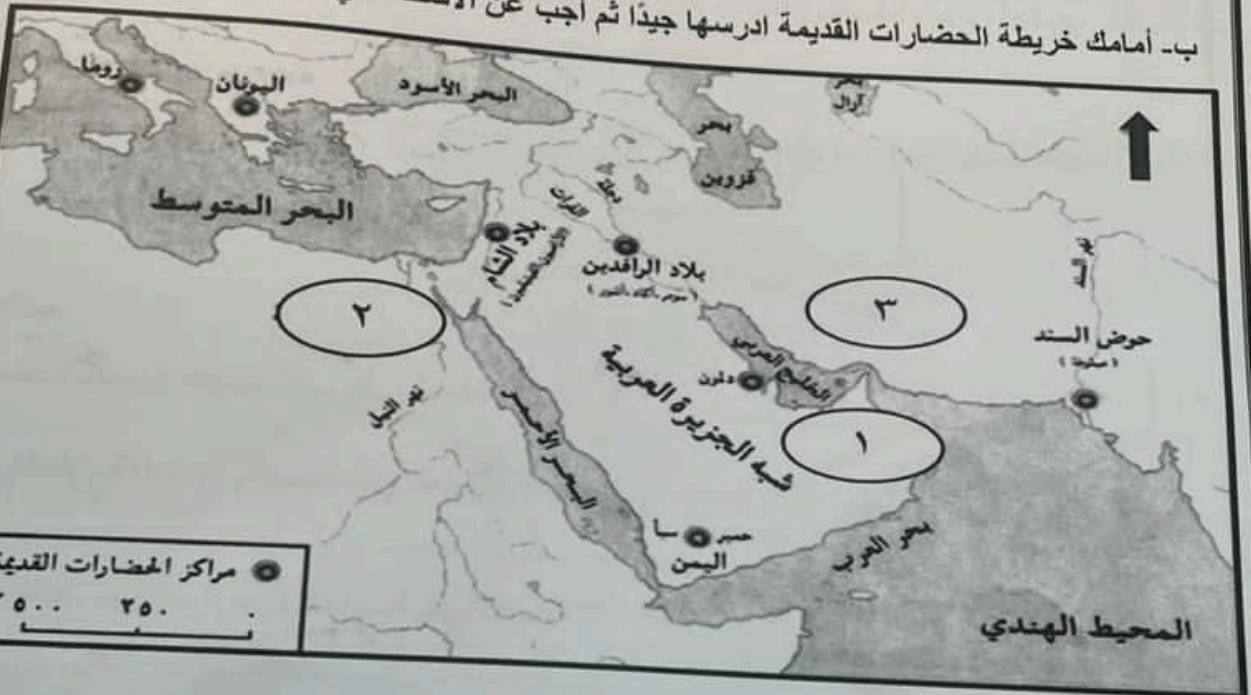 ب- أمامك خريطة الحضارات القديمة ادرسها جيدًا ثم أجب عن
روما
اليونان
البحر الأسود
بحر
قزوين
بحر
آرال
البحر المتوسط
الفرات
دجلة
بلاد الشام
بلاد الرافدين
نهر السند
حوض السند
٢
٣
١
الخليج العربي
دلمون
شبه الجزيرة العربية
نهر النيل
البحر الأحمر
سبأ
حمير
اليمن
بحر العرب
المحيط الهندي
مراكز الحضارات القديمة
٥٠٠ ٢٥٠ ٠